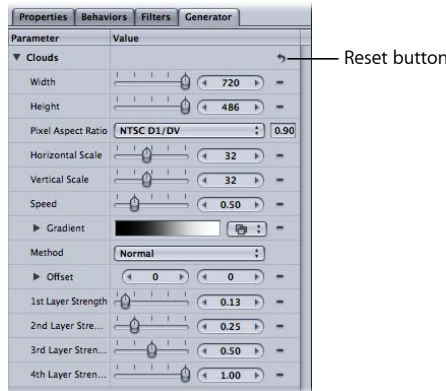 Properties Behaviors Filters Generator
Parameter Value
Clouds
Reset button
Width 720
Height 486
Pixel Aspect Ratio NTSC D1/DV 0.90
Horizontal Scale 32
Vertical Scale 32
Speed 0.50
Gradient
Method Normal
Offset 0 0
1st Layer Strength 0.13
2nd Layer Stre... 0.25
3rd Layer Stren... 0.50
4th Layer Stren... 1.00